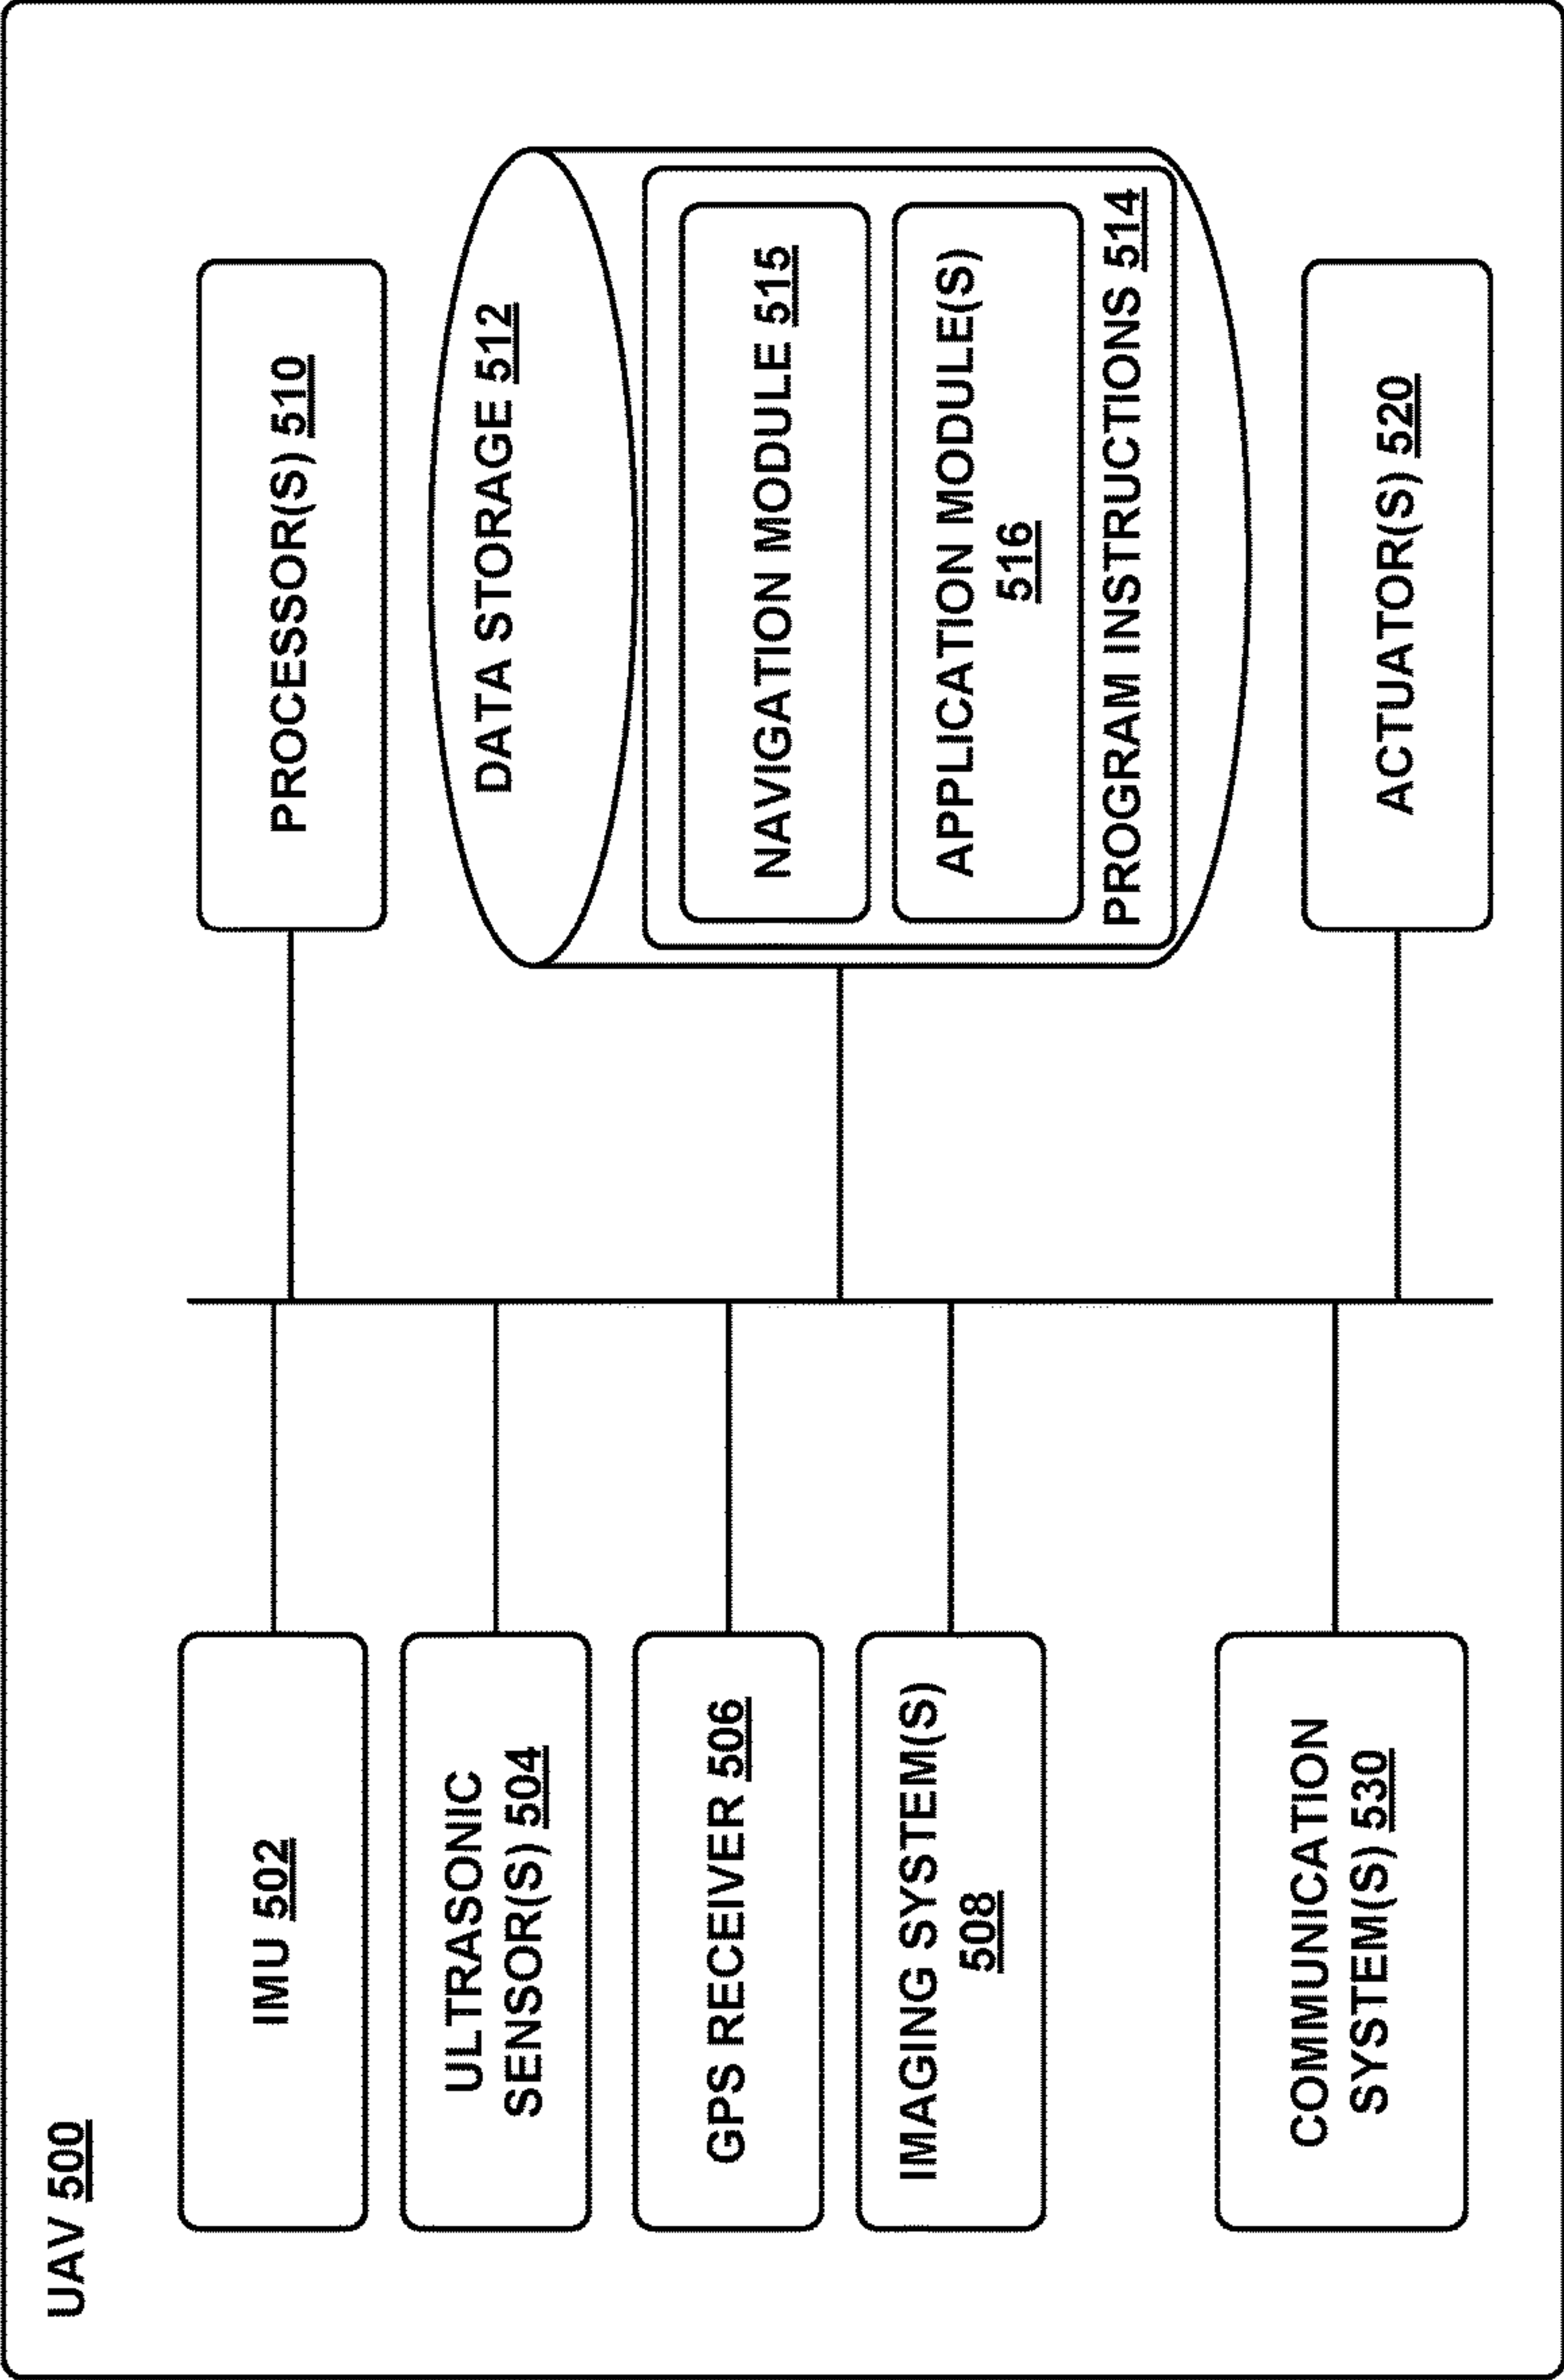 UAV 500
IMU 502
ULTRASONIC
SENSOR(S) 504
GPS RECEIVER 506
IMAGING SYSTEM(S)
508
COMMUNICATION
SYSTEM(S) 530
PROCESSOR(S) 510
DATA STORAGE 512
NAVIGATION MODULE 515
APPLICATION MODULE(S)
516
PROGRAM INSTRUCTIONS 514
ACTUATOR(S) 520